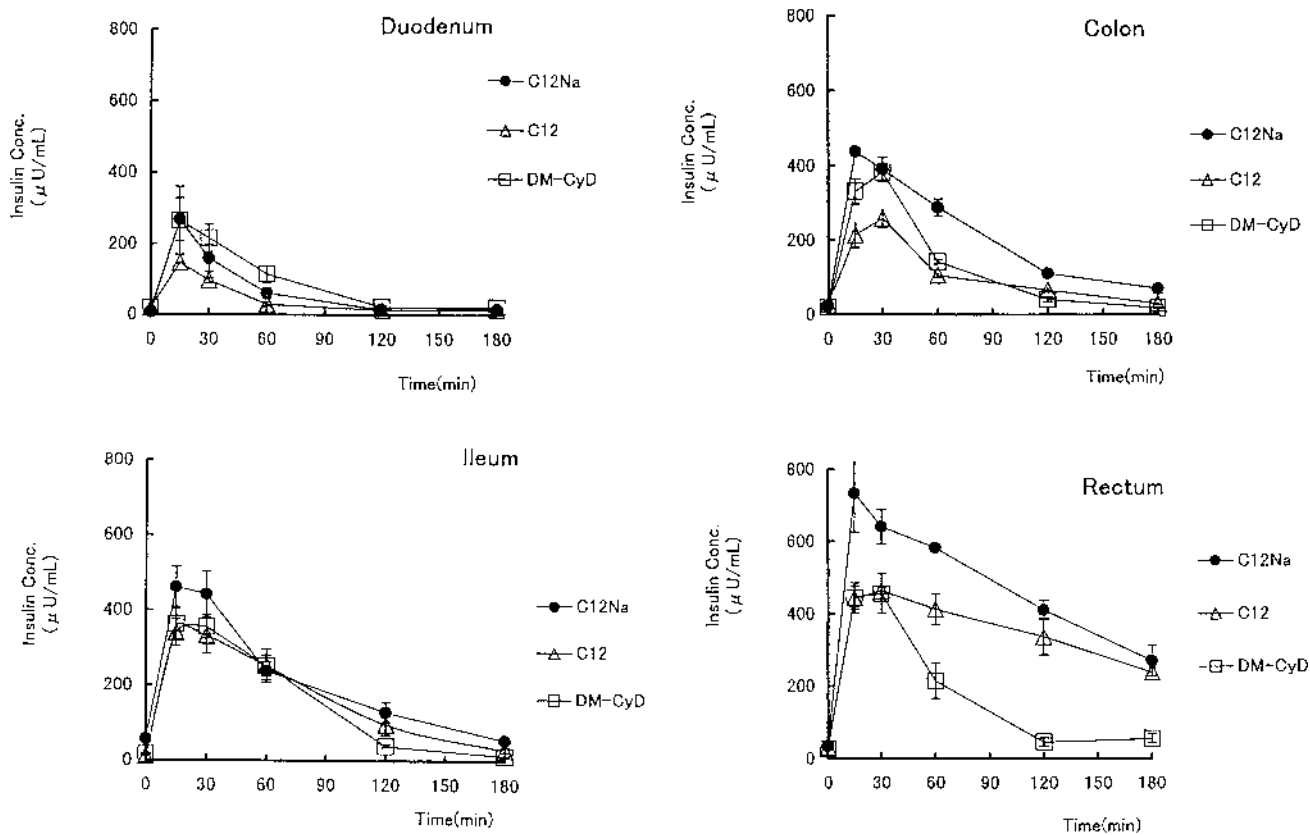 Duodenum
800
600
400
200
0
Insulin Conc.
( μ U/mL)
C12Na
C12
DM-CyD
0 30 60 90 120 150 180
Time(min)
Colon
800
600
400
200
0
Insulin Conc.
( μ U/mL)
C12Na
C12
DM-CyD
0 30 60 90 120 150 180
Time(min)
Ileum
800
600
400
200
0
Insulin Conc.
( μ U/mL)
C12Na
C12
DM-CyD
0 30 60 90 120 150 180
Time(min)
Rectum
800
600
400
200
0
Insulin Conc.
( μ U/mL)
C12Na
C12
DM-CyD
0 30 60 90 120 150 180
Time(min)